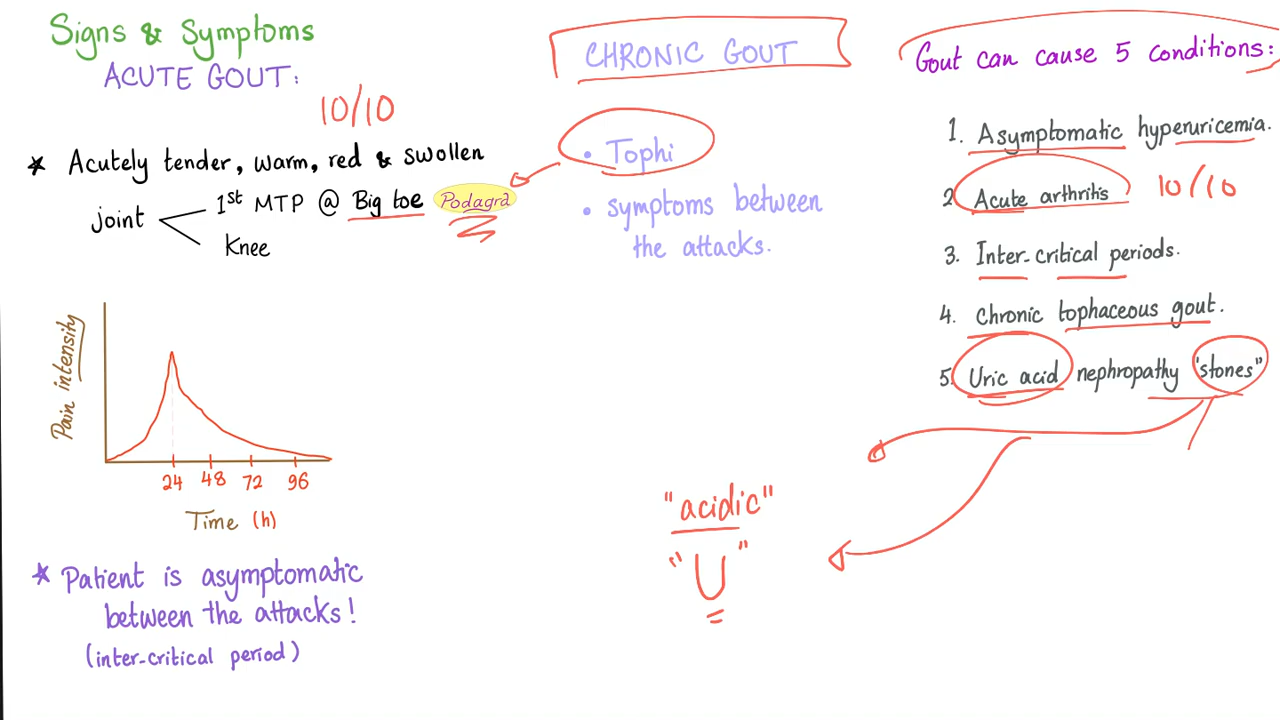 Signs & Symptoms
ACUTE GOUT:
10/10
* Acutely tender, warm, red & swollen
joint
1st MTP @ Big toe Podagra
Knee
Pain intensity
24 48 72 96
Time (h)
* Patient is asymptomatic
between the attacks!
(inter-critical period)
CHRONIC GOUT
• Tophi
• symptoms between
the attacks.
"acidic"
"U"
Gout can cause 5 conditions:
1. Asymptomatic hyperuricemia.
2. Acute arthritis 10/10
3. Inter-critical periods.
4. Chronic tophaceous gout.
5. Uric acid nephropathy "stones"